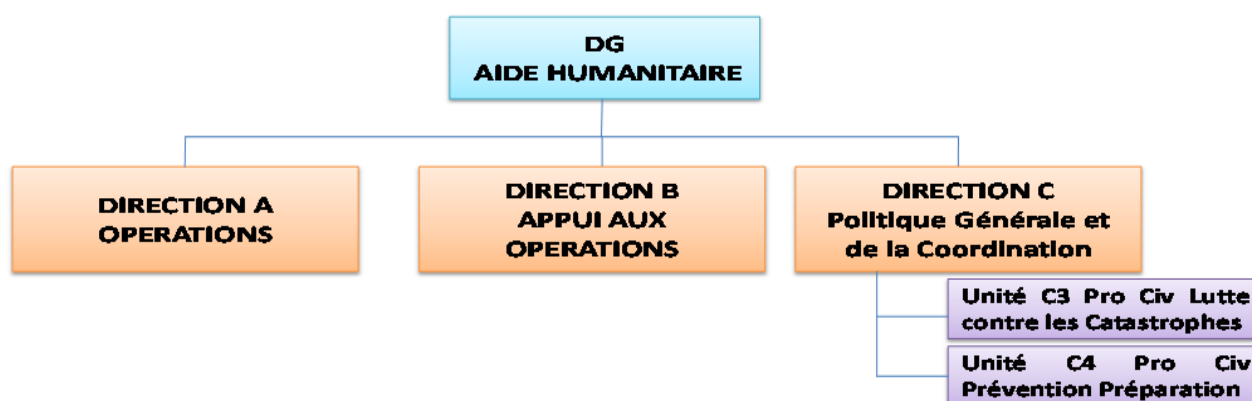 DG
AIDE HUMANITAIRE
DIRECTION A
OPERATIONS
DIRECTION B
APPUI AUX
OPERATIONS
DIRECTION C
Politique Générale et
de la Coordination
Unité C3 Pro Civ Lutte
contre les Catastrophes
Unité C4 Pro Civ
Prévention Préparation